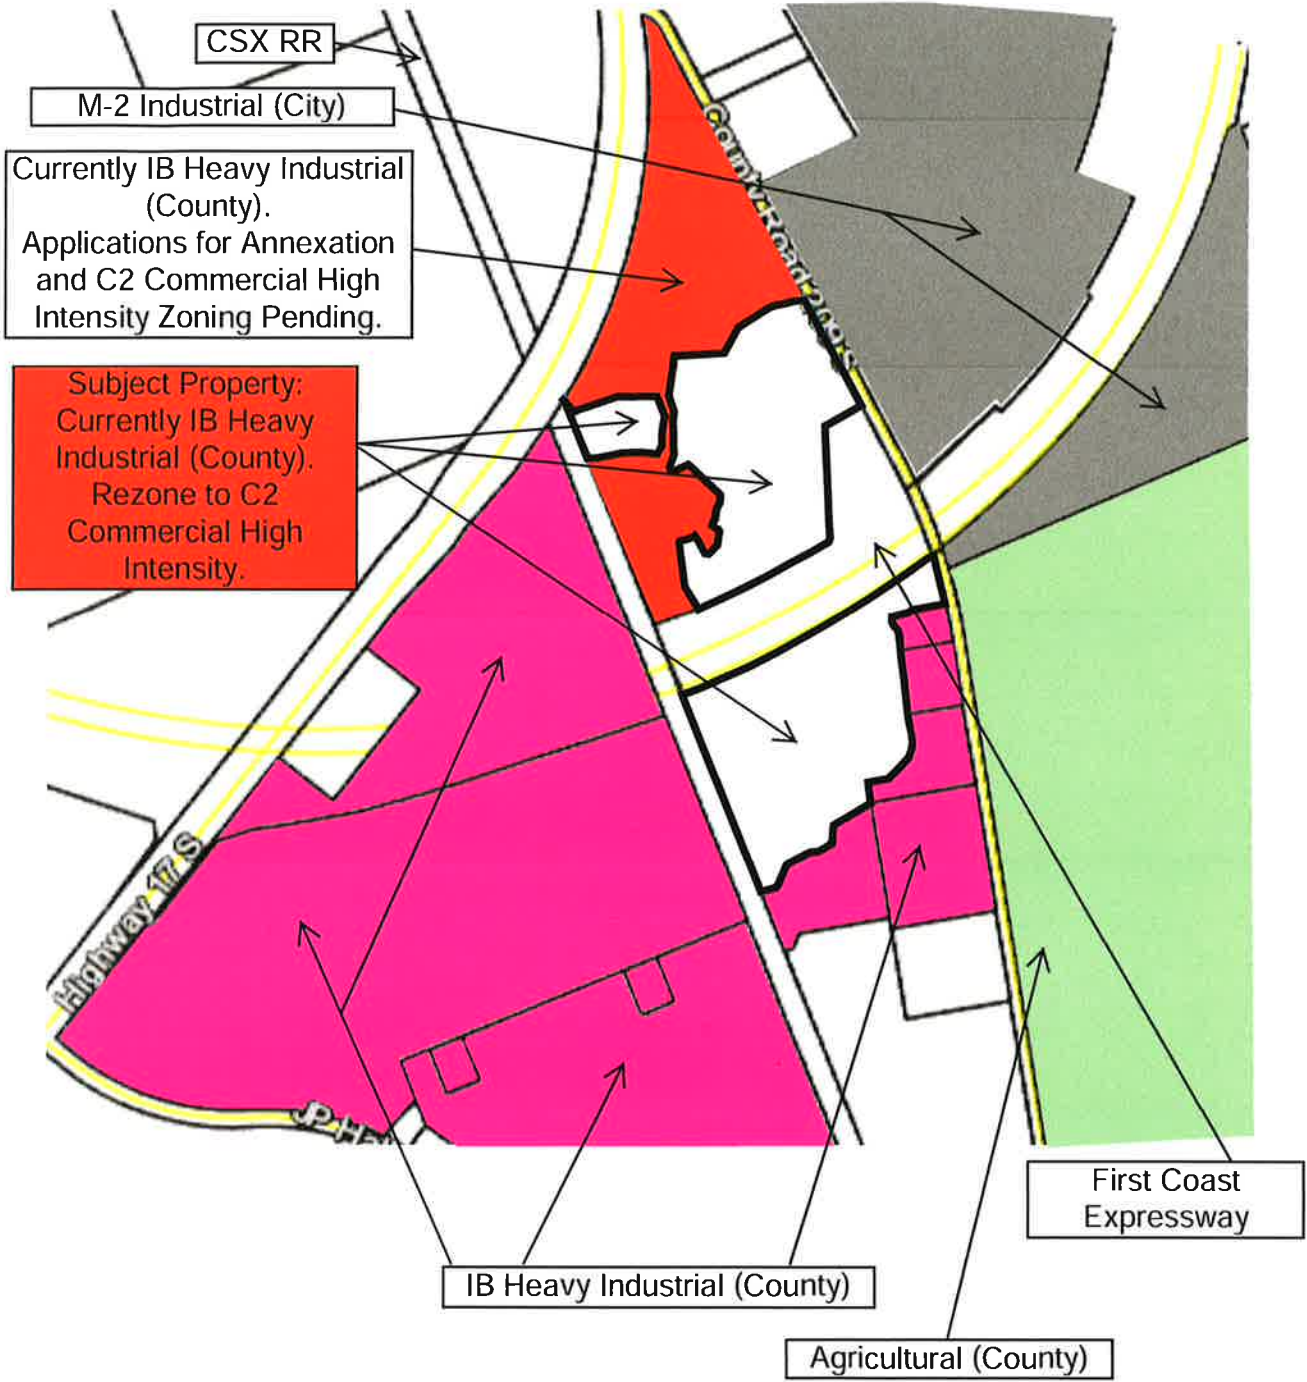 CSX RR
M-2 Industrial (City)
Currently IB Heavy Industrial
(County).
Applications for Annexation
and C2 Commercial High
Intensity Zoning Pending.
Subject Property:
Currently IB Heavy
Industrial (County).
Rezone to C2
Commercial High
Intensity.
County Road 209 S
Highway 17 S
JP
First Coast
Expressway
IB Heavy Industrial (County)
Agricultural (County)